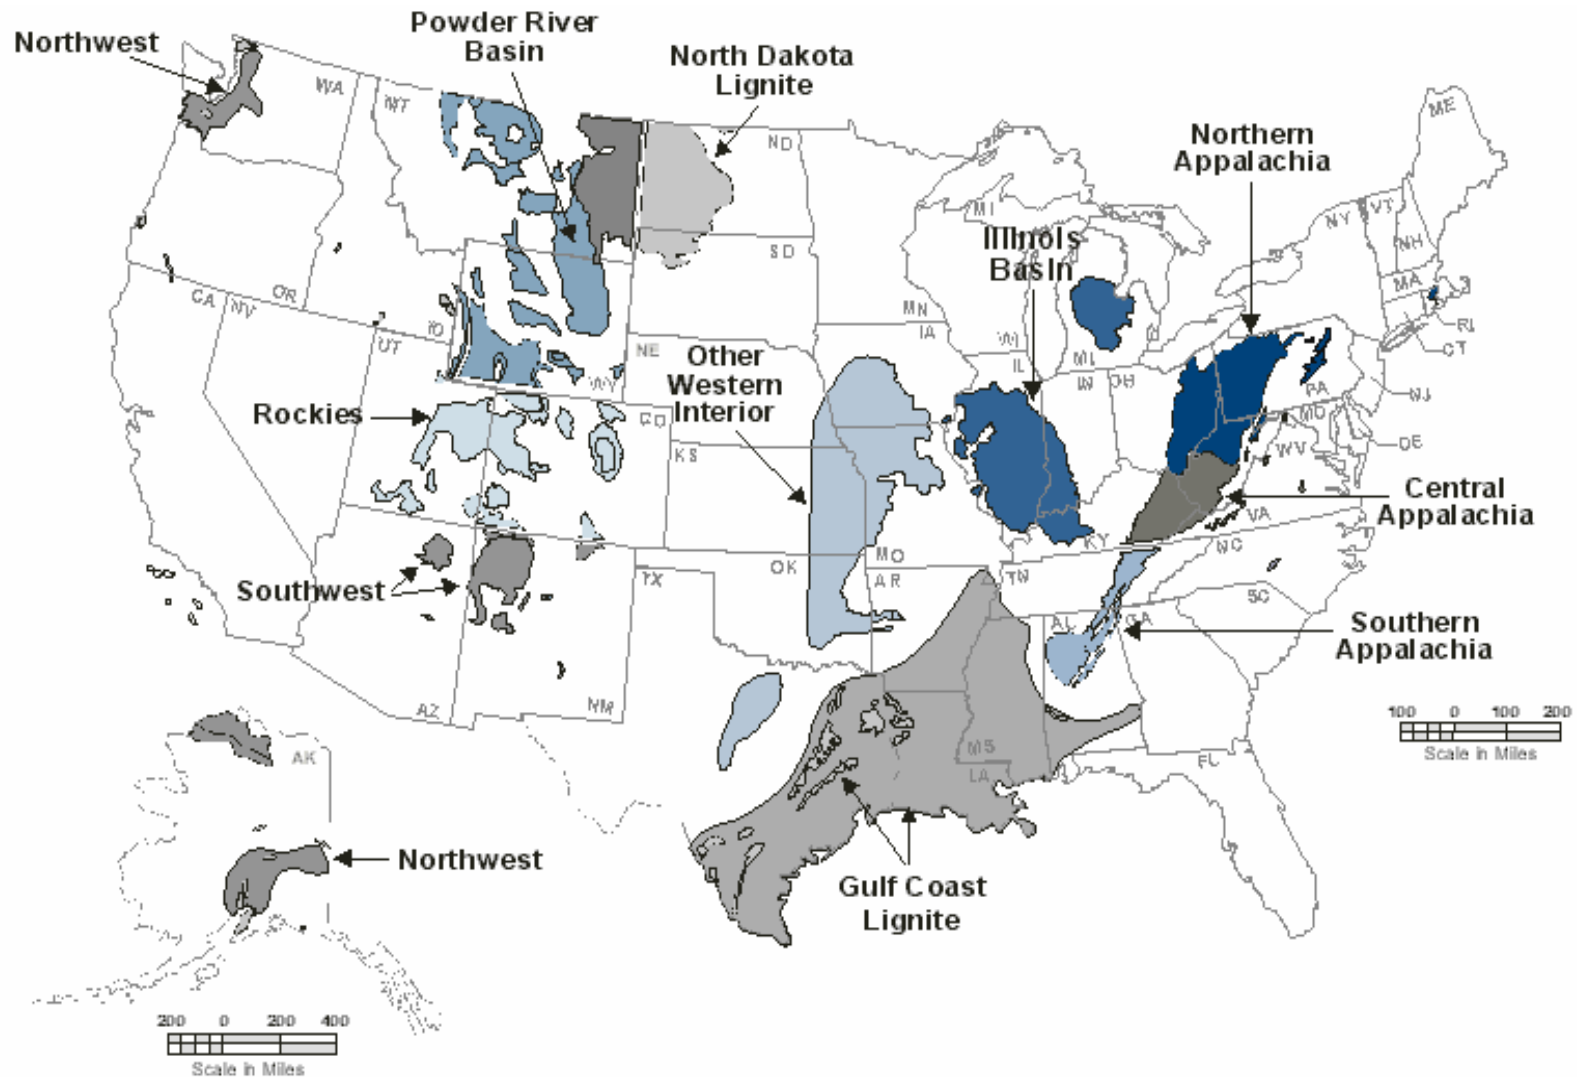 Powder River
Basin
Northwest
North Dakota
Lignite
WA
MT
ND
ME
Northern
Appalachia
MI
NY
VT
NH
Illinois
Basin
SD
MA
OR
CA
NV
ID
MN
IA
WI
MI
RI
CT
UT
NE
WY
IL
IN
OH
PA
NJ
Other
Western
Interior
Rockies
CO
KS
MD
DE
WV
Central
Appalachia
VA
KY
NC
OK
MO
AR
TX
TN
Southwest
SC
AL
GA
Southern
Appalachia
AZ
NM
100 0 100 200
Scale in Miles
AK
MS
LA
FL
Northwest
Gulf Coast
Lignite
200 0 200 400
Scale in Miles